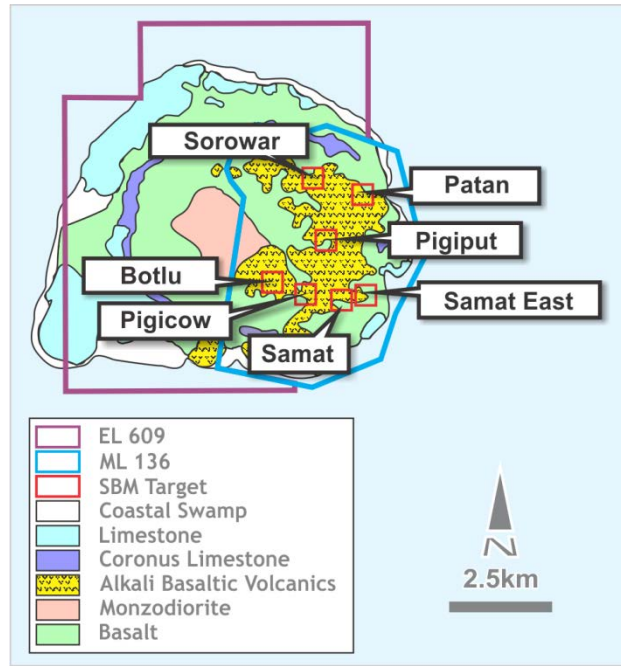 Sorowar
Patan
Pigiput
Botlu
Samat East
Pigicow
Samat
EL 609
ML 136
SBM Target
Coastal Swamp
Limestone
Coronus Limestone
Alkali Basaltic Volcanics
Monzodiorite
Basalt
N
2.5km